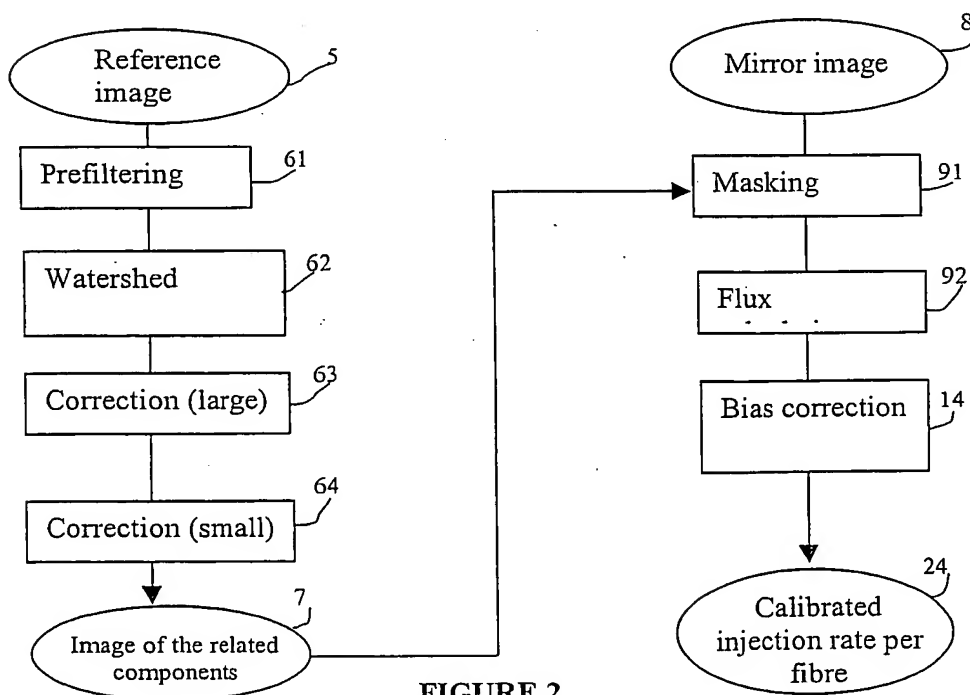 Reference
image
5
Prefiltering
61
Watershed
62
Correction (large)
63
Correction (small)
64
7
Image of the related
components
8
Mirror image
Masking
91
Flux
92
Bias correction
14
24
Calibrated
injection rate per
fibre
FIGURE 2